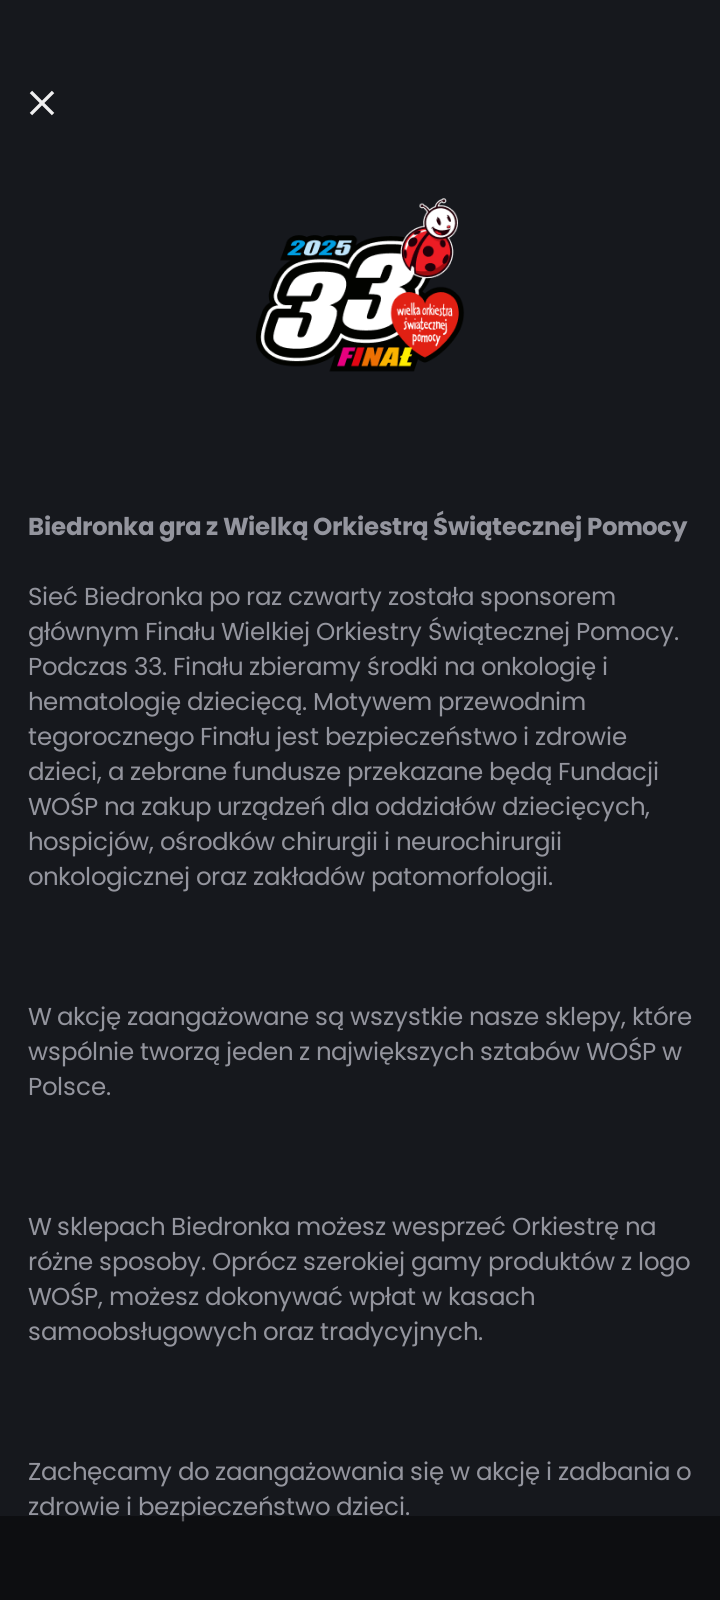 2025
33
wielka orkiestra
świątecznej
pomocy
FINAŁ
Biedronka gra z Wielką Orkiestrą Świątecznej Pomocy
Sieć Biedronka po raz czwarty została sponsorem
głównym Finału Wielkiej Orkiestry Świątecznej Pomocy.
Podczas 33. Finału zbieramy środki na onkologię i
hematologię dziecięcą. Motywem przewodnim
tegorocznego Finału jest bezpieczeństwo i zdrowie
dzieci, a zebrane fundusze przekazane będą Fundacji
WOŚP na zakup urządzeń dla oddziałów dziecięcych,
hospicjów, ośrodków chirurgii i neurochirurgii
onkologicznej oraz zakładów patomorfologii.
W akcję zaangażowane są wszystkie nasze sklepy, które
wspólnie tworzą jeden z największych sztabów WOŚP w
Polsce.
W sklepach Biedronka możesz wesprzeć Orkiestrę na
różne sposoby. Oprócz szerokiej gamy produktów z logo
WOŚP, możesz dokonywać wpłat w kasach
samoobsługowych oraz tradycyjnych.
Zachęcamy do zaangażowania się w akcję i zadbania o
zdrowie i bezpieczeństwo dzieci.